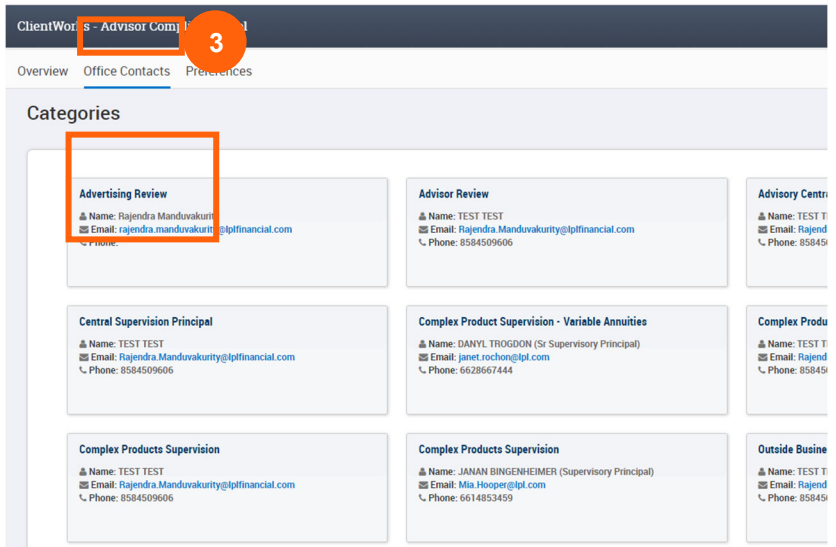 ClientWorks - Advisor Compl
3
Overview Office Contacts Preferences
Categories
Advertising Review
Name: Rajendra Manduvakurit
Email: rajendra.manduvakurity@lplfinancial.com
Phone:
Advisor Review
Name: TEST TEST
Email: Rajendra.Manduvakurity@lplfinancial.com
Phone: 8584509606
Advisory Centr
Name: TEST T
Email: Rajend
Phone: 85845
Central Supervision Principal
Name: TEST TEST
Email: Rajendra.Manduvakurity@lplfinancial.com
Phone: 8584509606
Complex Product Supervision - Variable Annuities
Name: DANYL TROGDON (Sr Supervisory Principal)
Email: janet.rochon@lpl.com
Phone: 6628667444
Complex Produ
Name: TEST T
Email: Rajend
Phone: 85845
Complex Products Supervision
Name: TEST TEST
Email: Rajendra.Manduvakurity@lplfinancial.com
Phone: 8584509606
Complex Products Supervision
Name: JANAN BINGENHEIMER (Supervisory Principal)
Email: Mia.Hooper@lpl.com
Phone: 6614853459
Outside Busine
Name: TEST T
Email: Rajend
Phone: 85845